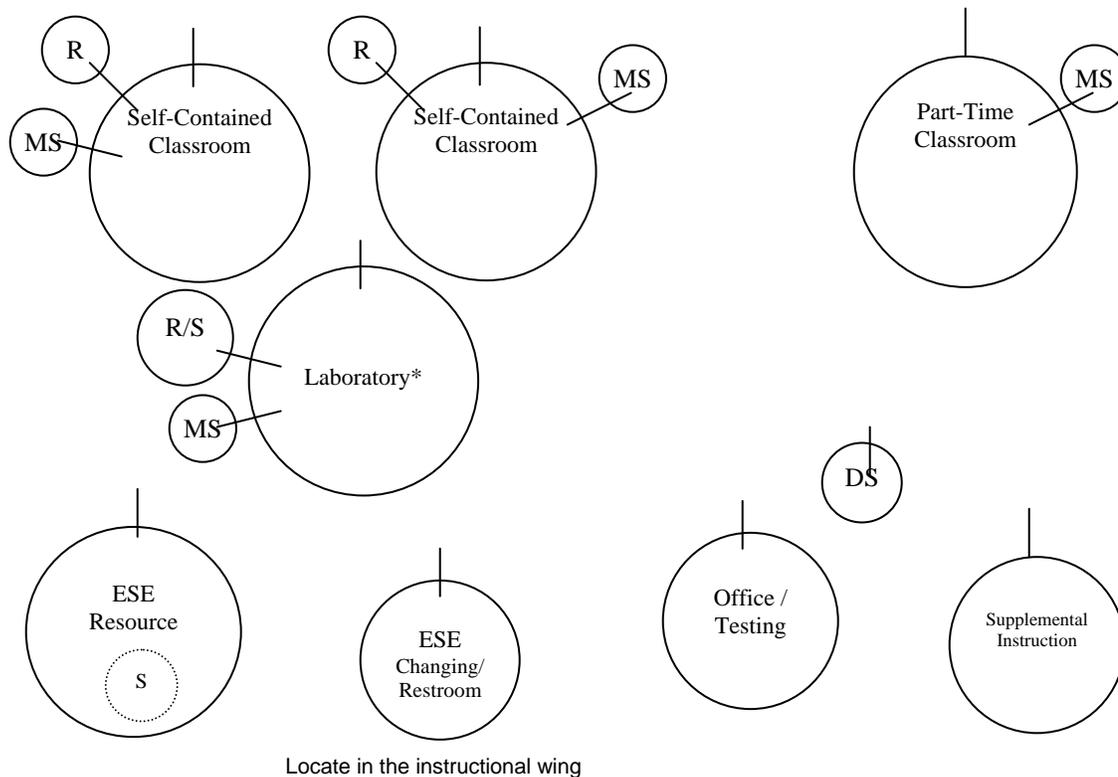 R
Self-Contained
Classroom
MS
R
Self-Contained
Classroom
MS
Part-Time
Classroom
MS
R/S
Laboratory*
MS
DS
ESE
Resource
S
ESE
Changing/
Restroom
Office /
Testing
Supplemental
Instruction
Locate in the instructional wing